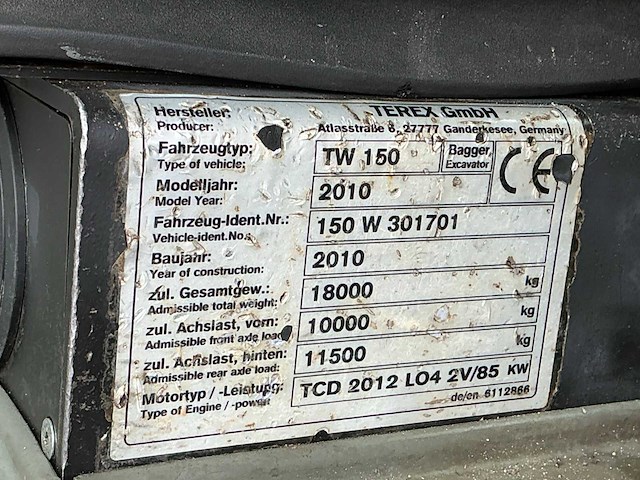 Hersteller: TEREX GmbH
Producer: Atlasstraße 6, 27777 Ganderkesee, Germany
Fahrzeugtyp: TW 150 Bagger CE
Type of vehicle: Excavator
Modelljahr: 2010
Model Year:
Fahrzeug-Ident.Nr.: 150 W 301701
Vehicle-ident.No.:
Baujahr: 2010
Year of construction:
zul. Gesamtgew.: 18000 kg
Admissible total weight:
zul. Achslast, vorn: 10000 kg
Admissible front axle load
zul. Achslast, hinten: 11500 kg
Admissible rear axle load:
Motortyp / -Leistung: TCD 2012 LO4 2V/85 KW
Type of Engine / -power: de/en 6112866